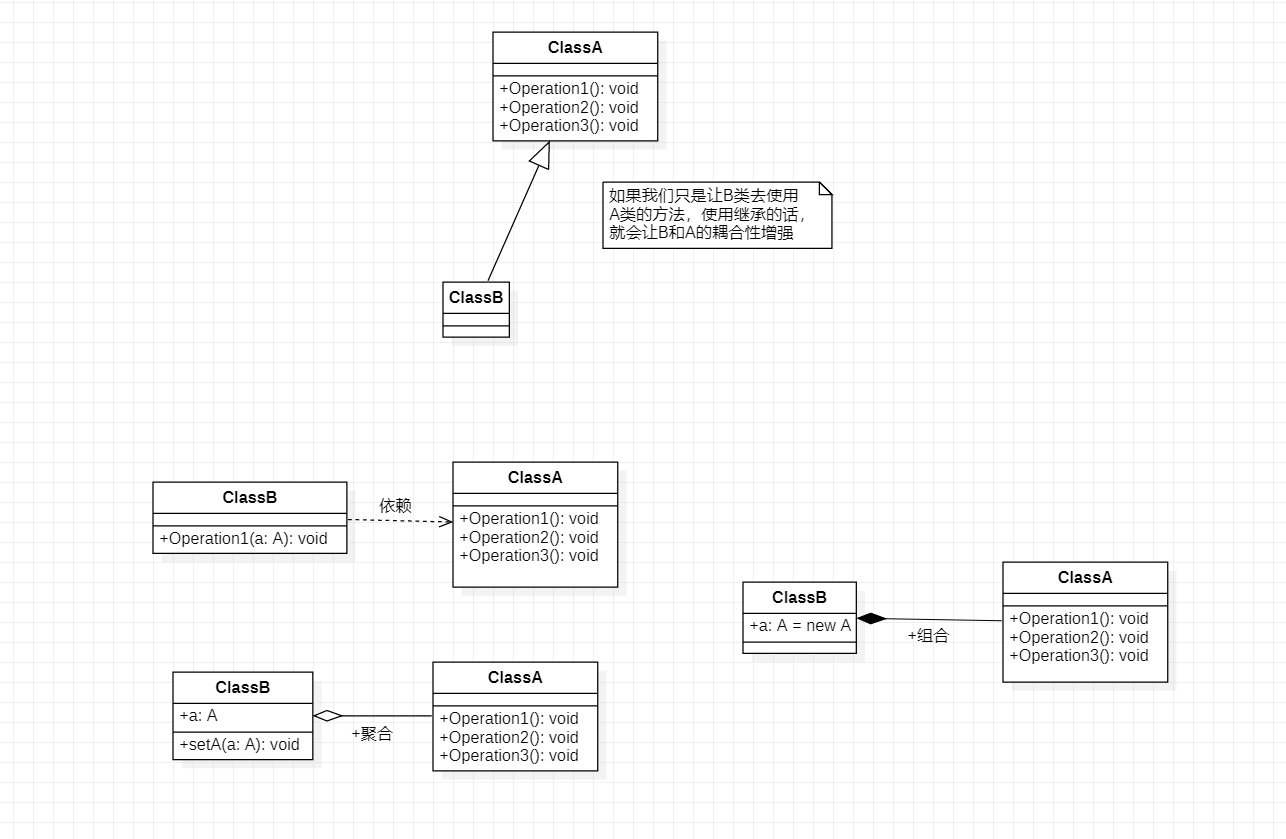 ClassA
+Operation1(): void
+Operation2(): void
+Operation3(): void
如果我们只是让B类去使用
A类的方法，使用继承的话，
就会让B和A的耦合性增强
ClassB
ClassB
+Operation1(a: A): void
依赖
ClassA
+Operation1(): void
+Operation2(): void
+Operation3(): void
ClassB
+a: A = new A
+组合
ClassA
+Operation1(): void
+Operation2(): void
+Operation3(): void
ClassB
+a: A
+setA(a: A): void
+聚合
ClassA
+Operation1(): void
+Operation2(): void
+Operation3(): void